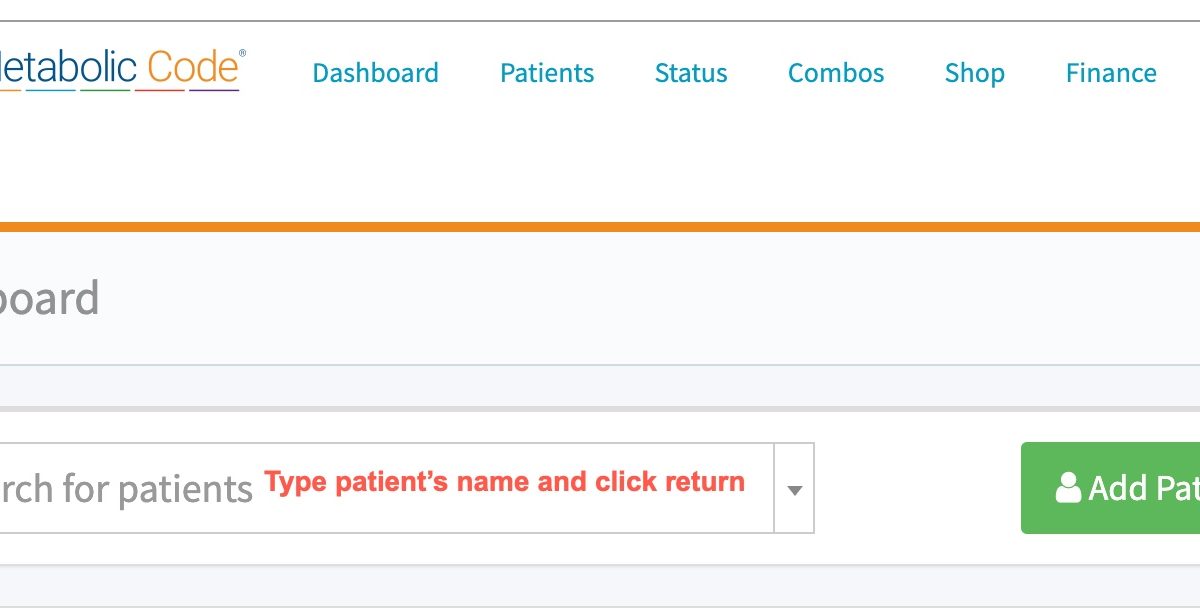 etabolic Code®
Dashboard Patients Status Combos Shop Finance
board
rch for patients Type patient's name and click return
Add Pat